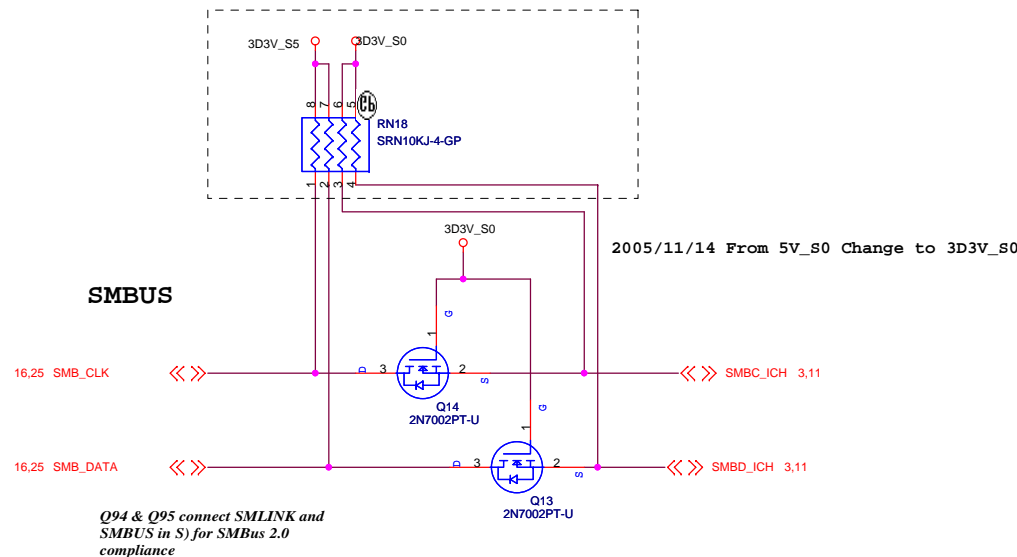 3D3V_S5
3D3V_S0
8 7 6 5
RN18
SRN10KJ-4-GP
1 2 3 4
3D3V_S0
2005/11/14 From 5V_S0 Change to 3D3V_S0
SMBUS
G
1
16,25 SMB_CLK
D
3
2
S
SMBC_ICH 3,11
Q14
2N7002PT-U
G
1
16,25 SMB_DATA
D
3
2
S
SMBD_ICH 3,11
Q13
2N7002PT-U
Q94 & Q95 connect SMLINK and
SMBUS in S) for SMBus 2.0
compliance